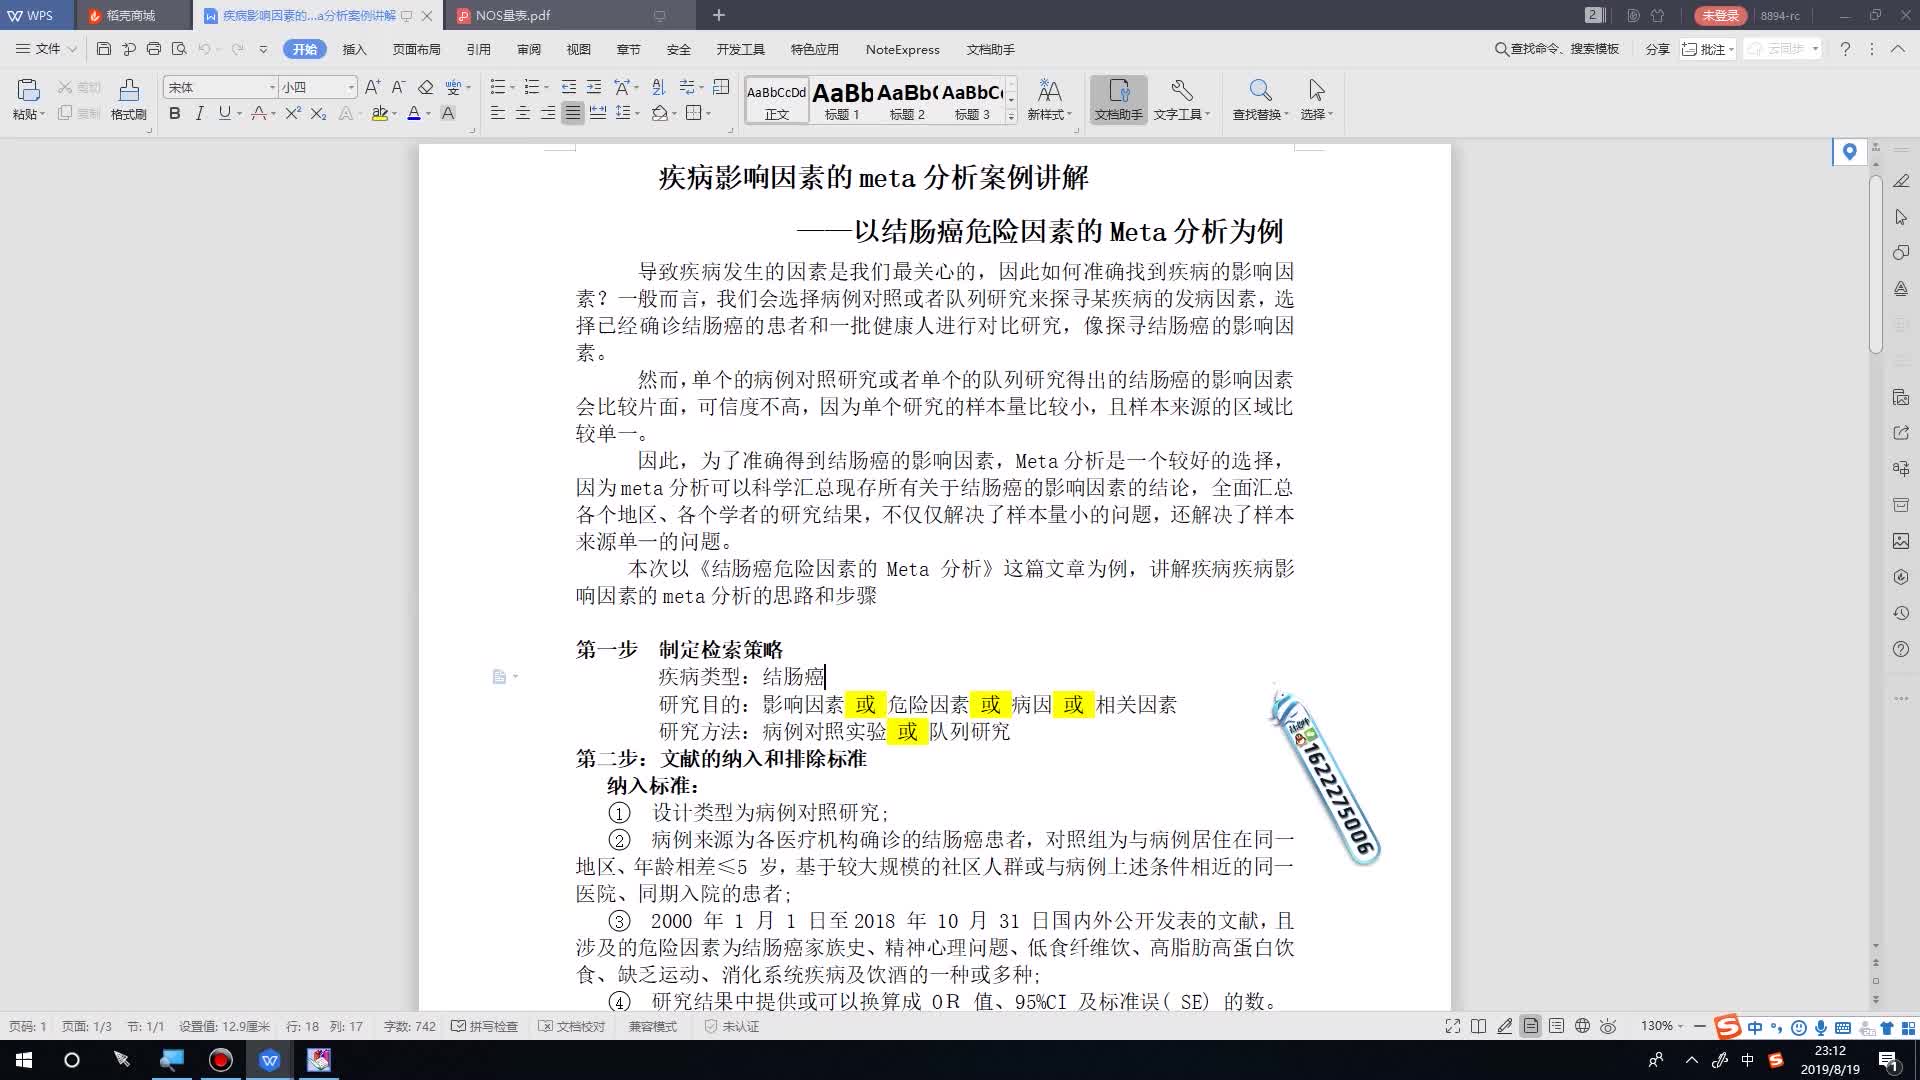 WPS 稻壳商城 疾病影响因素的...a分析案例讲解 NOS量表.pdf 2 未登录 8894-rc
文件 开始 插入 页面布局 引用 审阅 视图 章节 安全 开发工具 特色应用 NoteExpress 文档助手 查找命令、搜索模板 分享 批注 云同步
粘贴 剪切 复制 格式刷 宋体 小四 AaBbCcDd 正文 AaBb 标题 1 AaBb( 标题 2 AaBbC( 标题 3 新样式 文档助手 文字工具 查找替换 选择
疾病影响因素的meta分析案例讲解
——以结肠癌危险因素的Meta分析为例
导致疾病发生的因素是我们最关心的，因此如何准确找到疾病的影响因
素？一般而言，我们会选择病例对照或者队列研究来探寻某疾病的发病因素，选
择已经确诊结肠癌的患者和一批健康人进行对比研究，像探寻结肠癌的影响因
素。
然而，单个的病例对照研究或者单个的队列研究得出的结肠癌的影响因素
会比较片面，可信度不高，因为单个研究的样本量比较小，且样本来源的区域比
较单一。
因此，为了准确得到结肠癌的影响因素，Meta分析是一个较好的选择，
因为meta分析可以科学汇总现存所有关于结肠癌的影响因素的结论，全面汇总
各个地区、各个学者的研究结果，不仅仅解决了样本量小的问题，还解决了样本
来源单一的问题。
本次以《结肠癌危险因素的 Meta 分析》这篇文章为例，讲解疾病疾病影
响因素的meta分析的思路和步骤
第一步 制定检索策略
疾病类型：结肠癌
研究目的：影响因素 或 危险因素 或 病因 或 相关因素
研究方法：病例对照实验 或 队列研究
第二步：文献的纳入和排除标准
纳入标准：
① 设计类型为病例对照研究;
② 病例来源为各医疗机构确诊的结肠癌患者，对照组为与病例居住在同一
地区、年龄相差≤5 岁，基于较大规模的社区人群或与病例上述条件相近的同一
医院、同期入院的患者;
③ 2000 年 1 月 1 日至2018 年 10 月 31 日国内外公开发表的文献，且
涉及的危险因素为结肠癌家族史、精神心理问题、低食纤维饮、高脂肪高蛋白饮
食、缺乏运动、消化系统疾病及饮酒的一种或多种;
④ 研究结果中提供或可以换算成 OR 值、95%CI 及标准误( SE) 的数。
1622275006
页码: 1 页面: 1/3 节: 1/1 设置值: 12.9厘米 行: 18 列: 17 字数: 742 拼写检查 文档校对 兼容模式 未认证 130% 中
中 23:12
2019/8/19 1